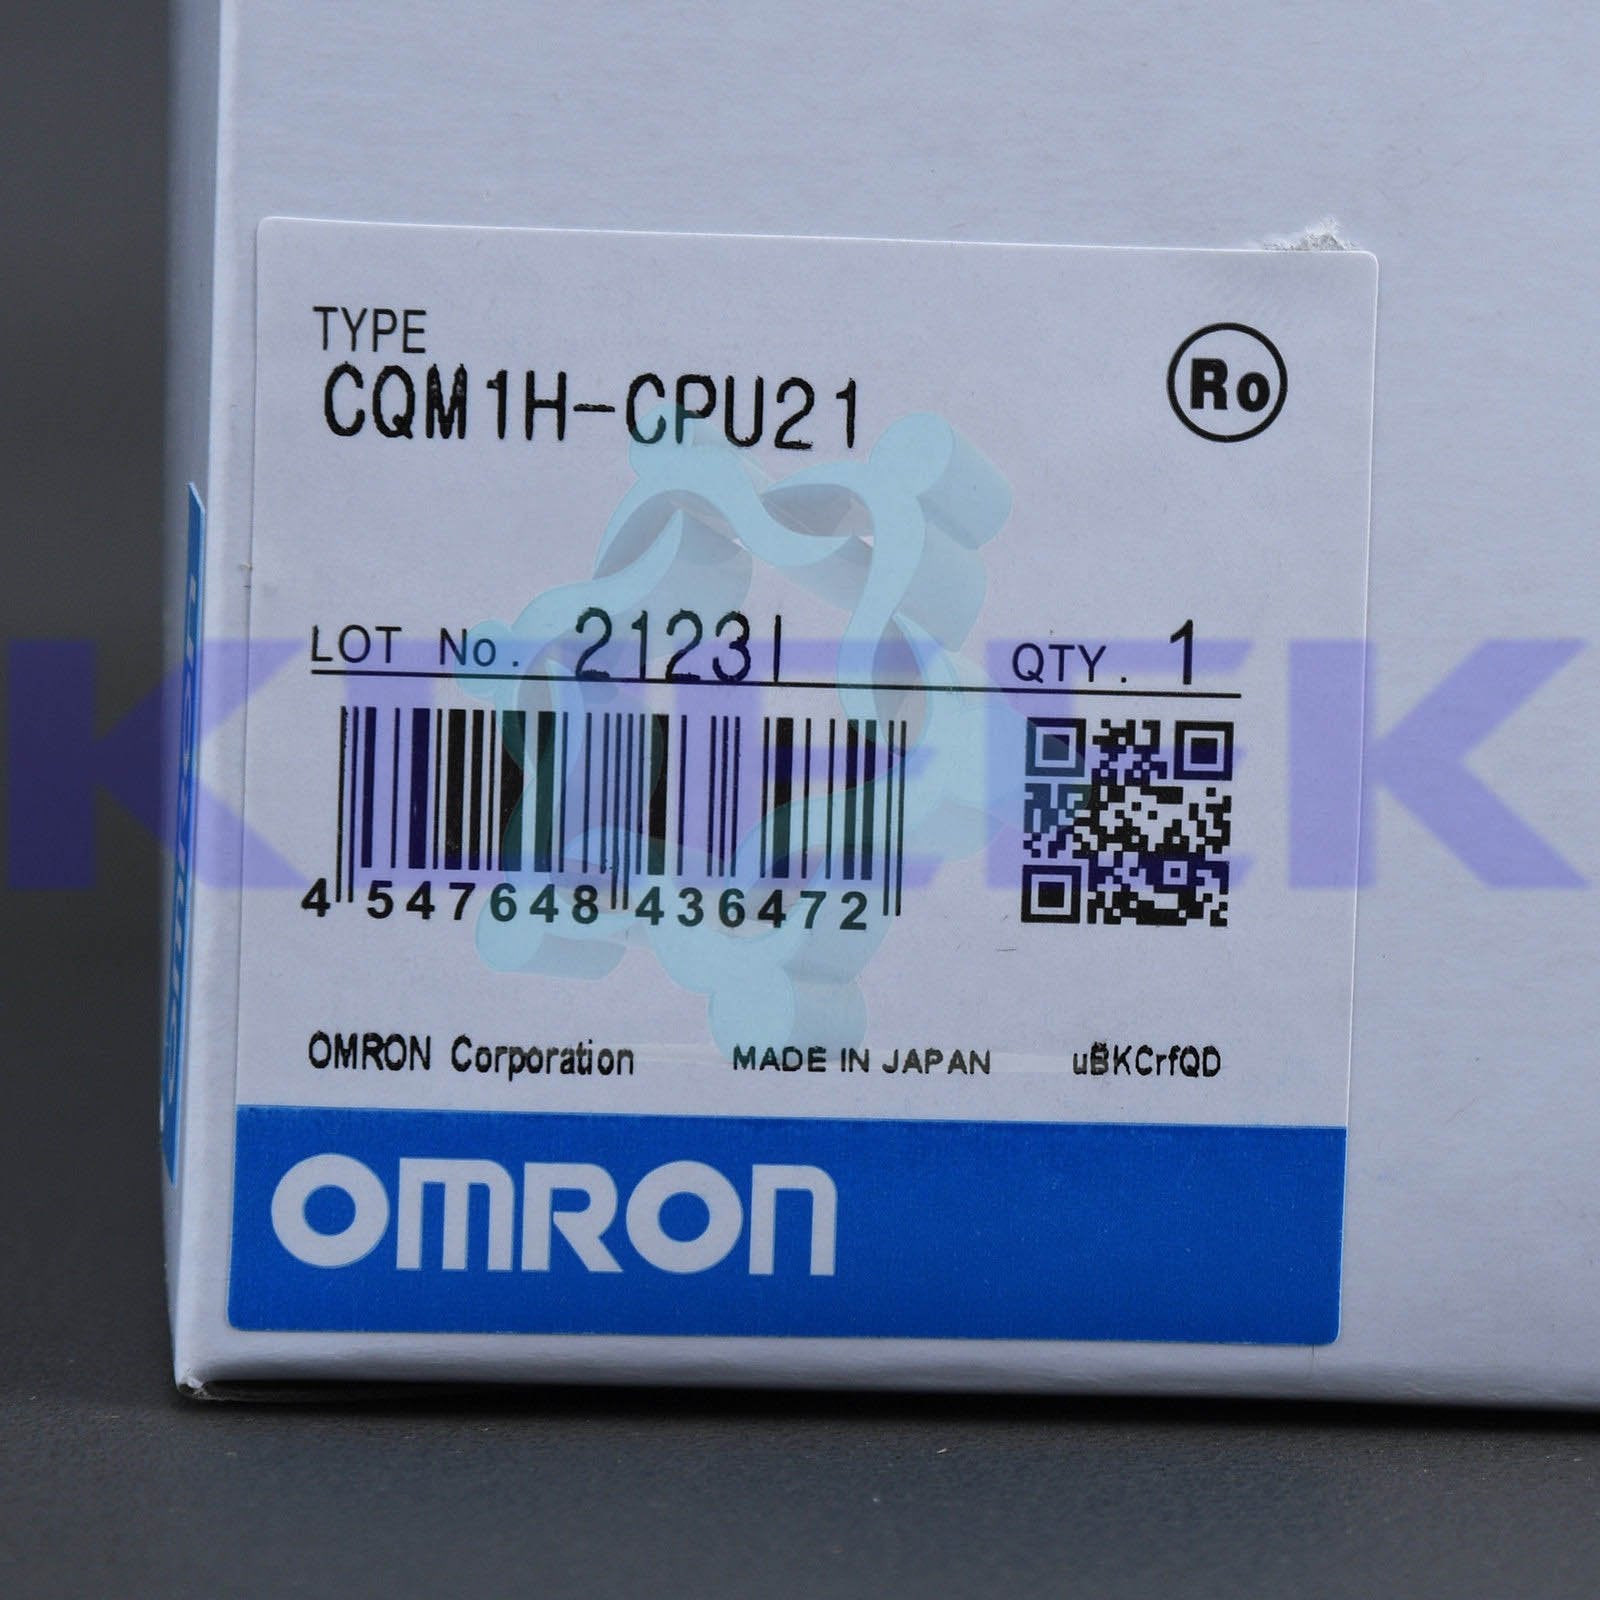 TYPE
CQM1H-CPU21
Ro
LOT No. 2123I
QTY. 1
4 547648 436472
OMRON Corporation MADE IN JAPAN uBKCrfQD
OMRON